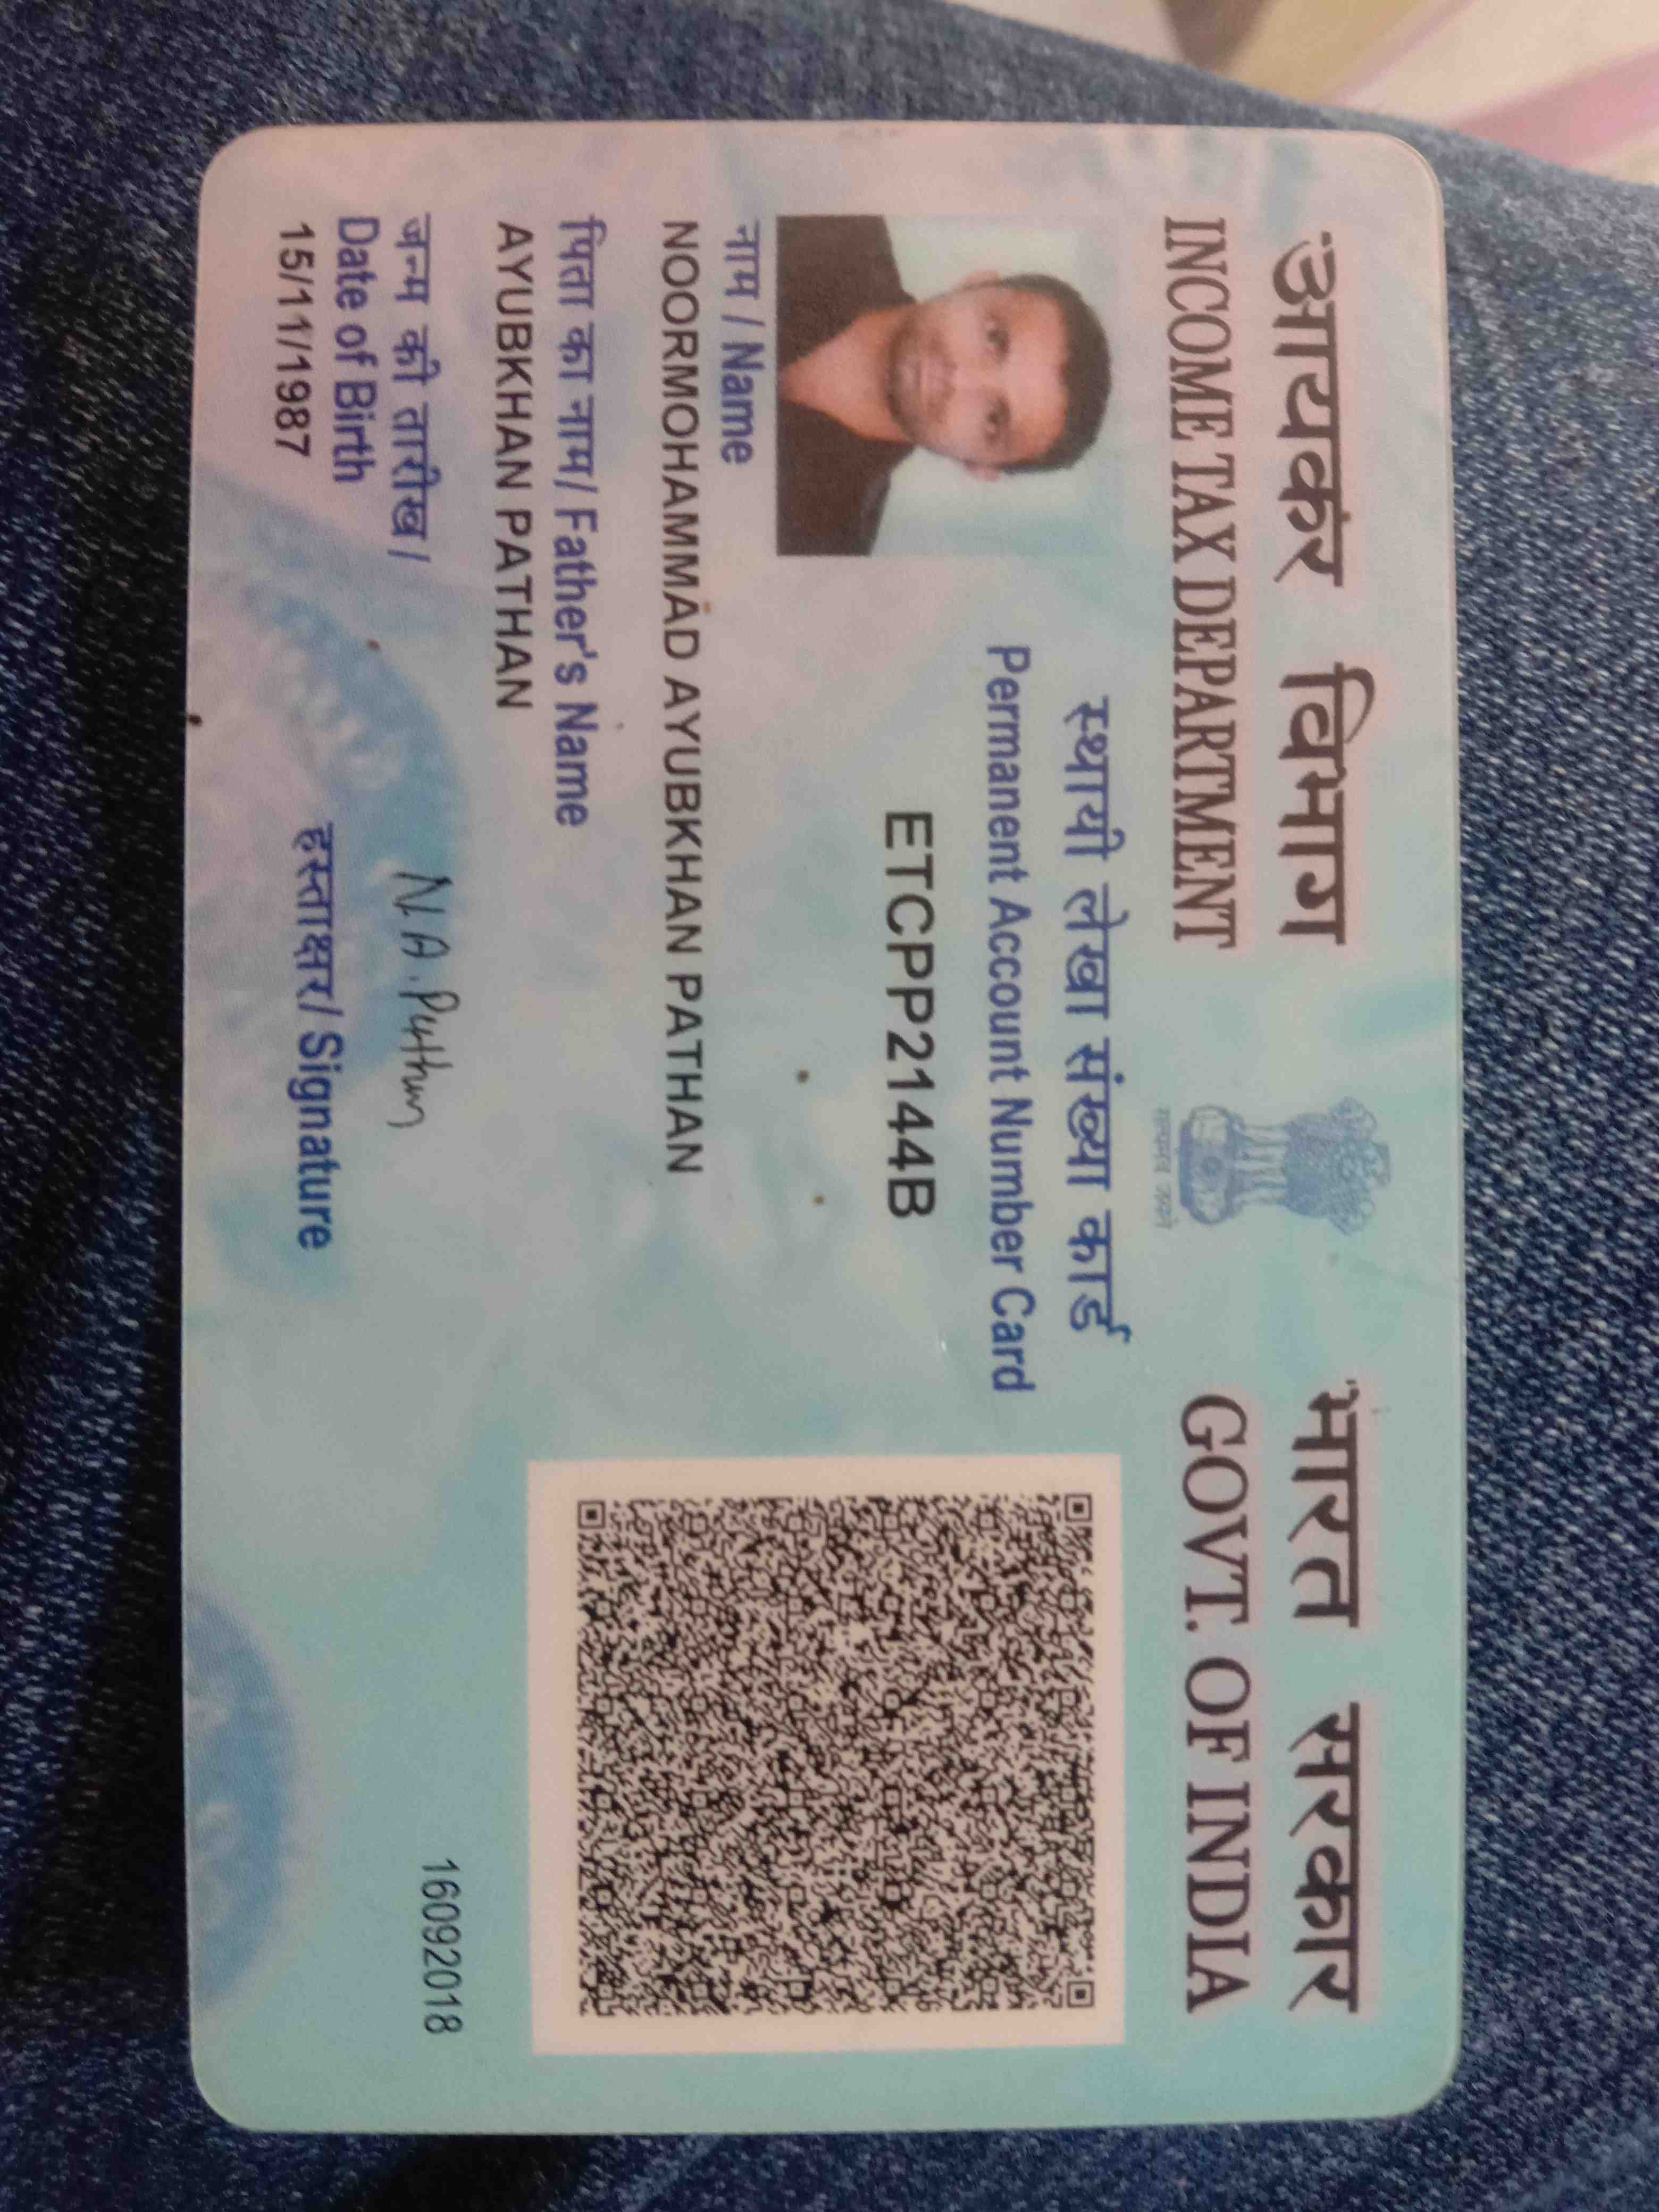 आयकर विभाग
INCOME TAX DEPARTMENT
भारत सरकार
GOVT. OF INDIA
सत्यमेव जयते
स्थायी लेखा संख्या कार्ड
Permanent Account Number Card
ETCPP2144B
नाम / Name
NOORMOHAMMAD AYUBKHAN PATHAN
पिता का नाम / Father's Name
AYUBKHAN PATHAN
जन्म की तारीख /
Date of Birth
15/11/1987
N.A.Pathan
हस्ताक्षर / Signature
16092018